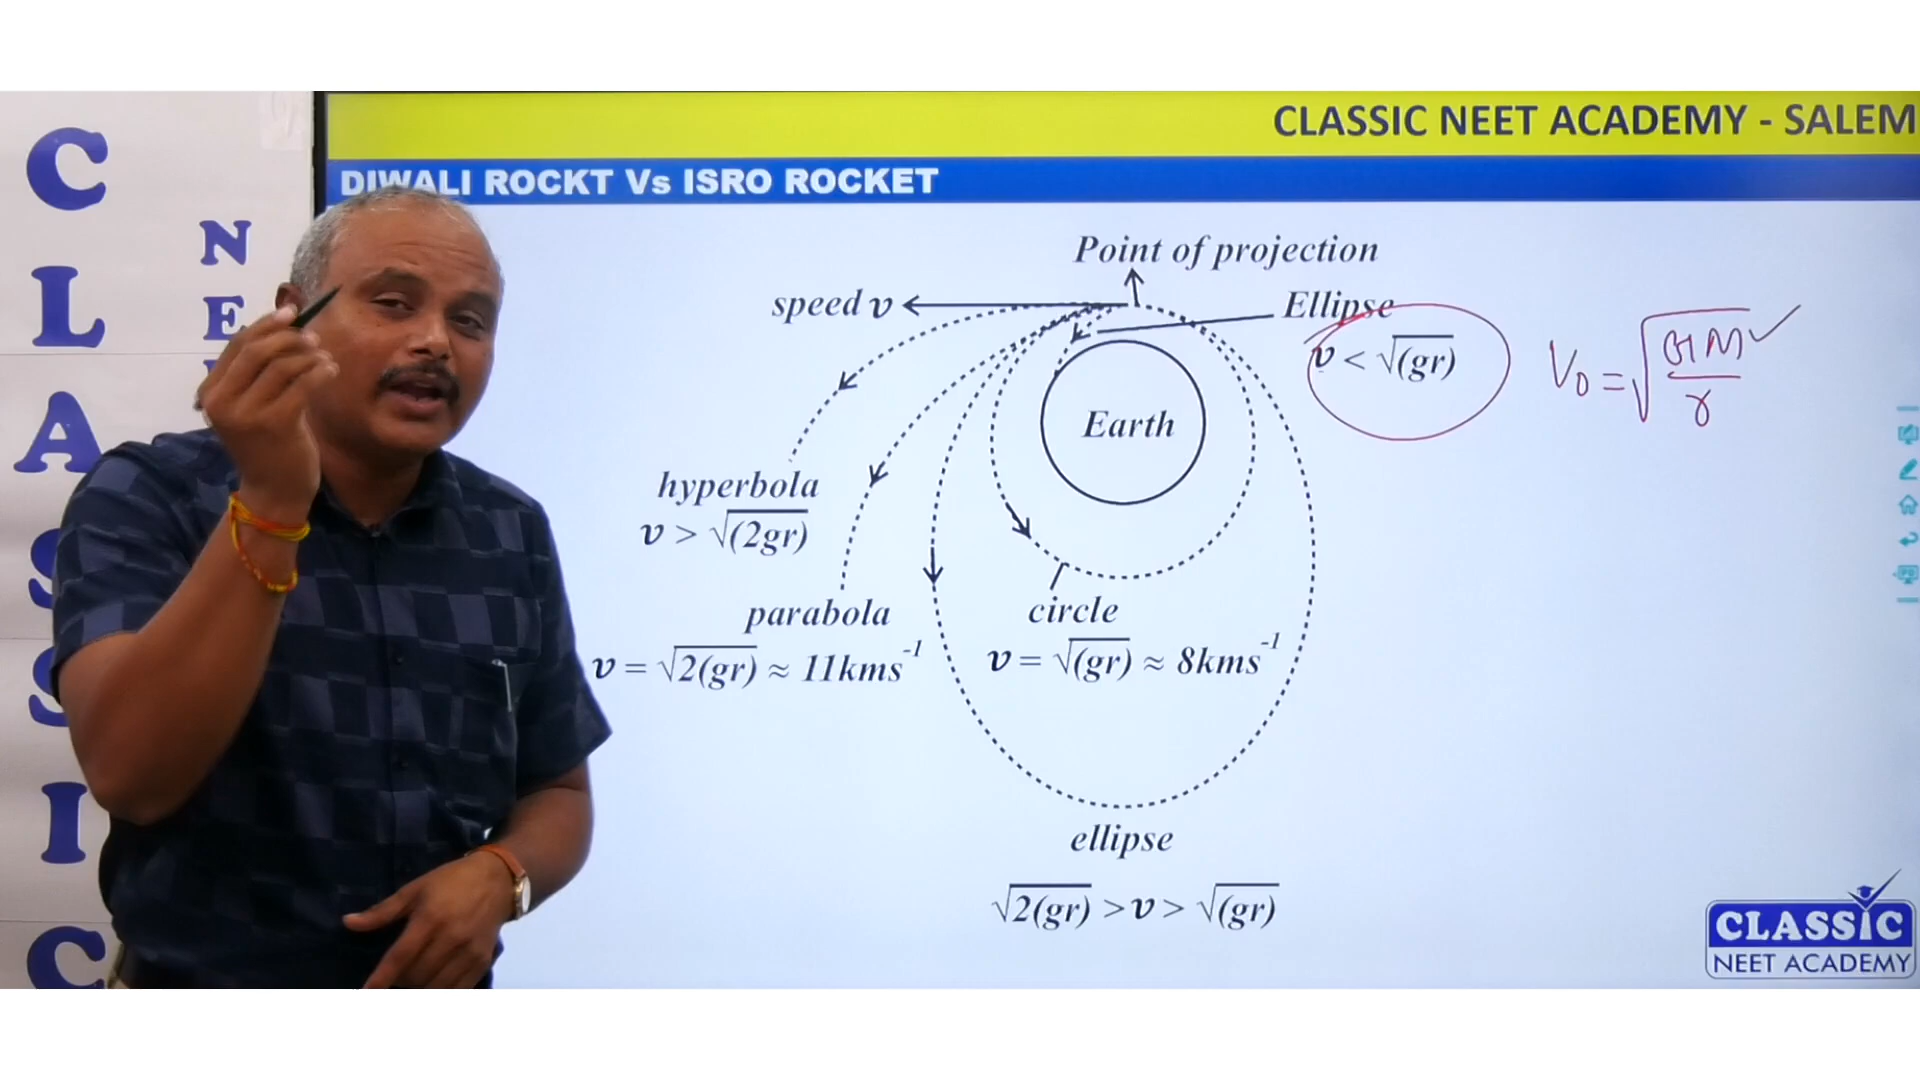 CLASSIC NEET ACADEMY - SALEM
DIWALI ROCKT Vs ISRO ROCKET
C
L
A
S
S
I
C
N
E
Point of projection
speed v
Ellipse
v < √(gr)
V₀ = √GM/r
Earth
hyperbola
v > √(2gr)
parabola
v = √2(gr) ≈ 11kms⁻¹
circle
v = √(gr) ≈ 8kms⁻¹
ellipse
√2(gr) > v > √(gr)
CLASSIC
NEET ACADEMY